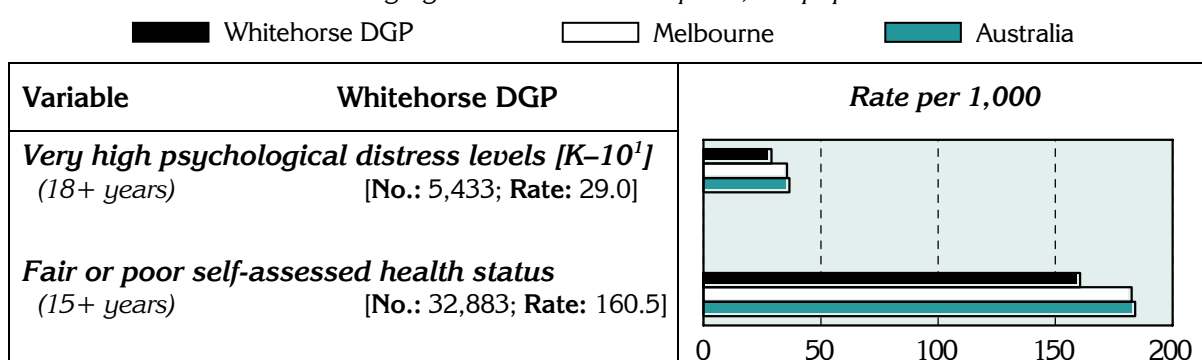 Whitehorse DGP Melbourne Australia
Variable Whitehorse DGP Rate per 1,000
Very high psychological distress levels [K–10¹]
(18+ years) [No.: 5,433; Rate: 29.0]
Fair or poor self-assessed health status
(15+ years) [No.: 32,883; Rate: 160.5]
0 50 100 150 200